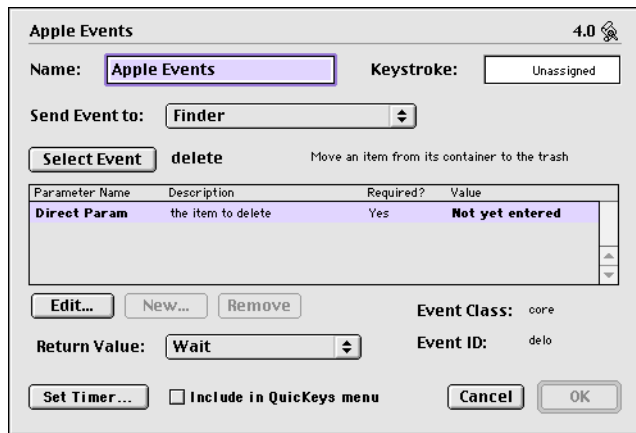 Apple Events 4.0
Name: Apple Events Keystroke: Unassigned
Send Event to: Finder
Select Event delete Move an item from its container to the trash
Parameter Name Description Required? Value
Direct Param the item to delete Yes Not yet entered
Edit... New... Remove Event Class: core
Return Value: Wait Event ID: delo
Set Timer... Include in QuicKeys menu Cancel OK